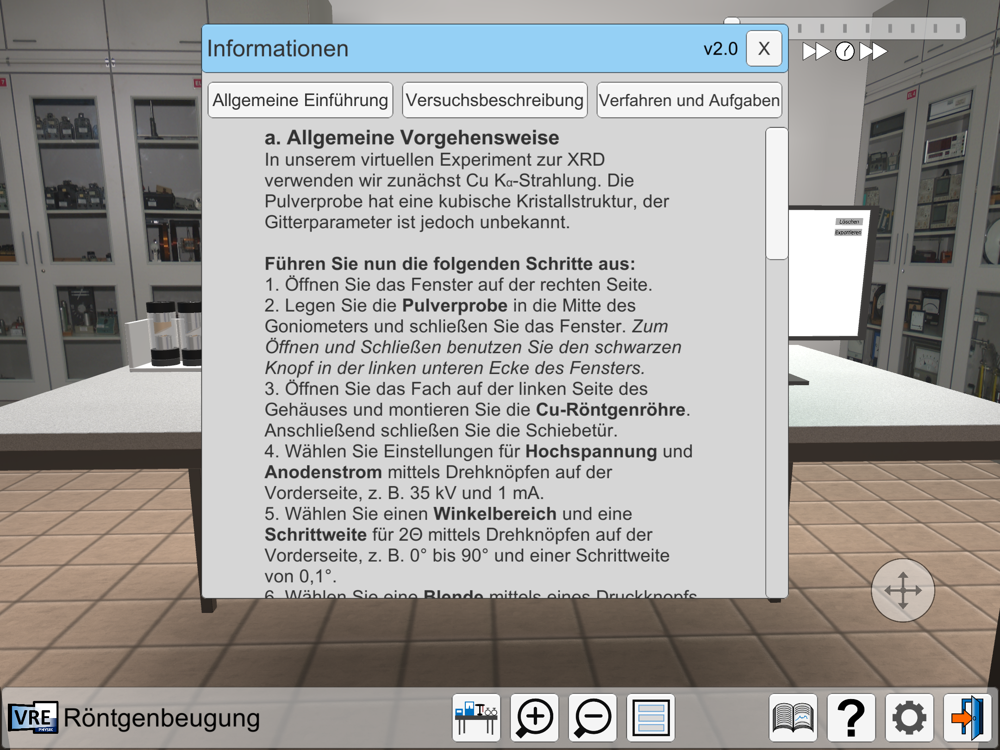 Informationen v2.0 X
Allgemeine Einführung Versuchsbeschreibung Verfahren und Aufgaben
a. Allgemeine Vorgehensweise
In unserem virtuellen Experiment zur XRD
verwenden wir zunächst Cu Kα-Strahlung. Die
Pulverprobe hat eine kubische Kristallstruktur, der
Gitterparameter ist jedoch unbekannt.
Führen Sie nun die folgenden Schritte aus:
1. Öffnen Sie das Fenster auf der rechten Seite.
2. Legen Sie die Pulverprobe in die Mitte des
Goniometers und schließen Sie das Fenster. Zum
Öffnen und Schließen benutzen Sie den schwarzen
Knopf in der linken unteren Ecke des Fensters.
3. Öffnen Sie das Fach auf der linken Seite des
Gehäuses und montieren Sie die Cu-Röntgenröhre.
Anschließend schließen Sie die Schiebetür.
4. Wählen Sie Einstellungen für Hochspannung und
Anodenstrom mittels Drehknöpfen auf der
Vorderseite, z. B. 35 kV und 1 mA.
5. Wählen Sie einen Winkelbereich und eine
Schrittweite für 2Θ mittels Drehknöpfen auf der
Vorderseite, z. B. 0° bis 90° und einer Schrittweite
von 0,1°.
6. Wählen Sie eine Blende mittels eines Druckknopfs
Löschen
Exportieren
7
EL
EL 4
VRE
PHYSIK
Röntgenbeugung
?